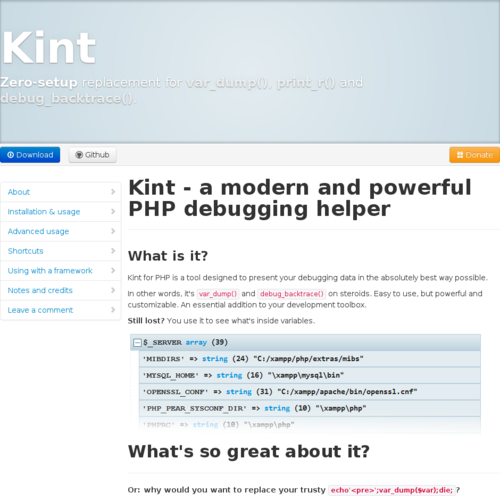 Kint
Zero-setup replacement for var_dump(), print_r() and
debug_backtrace().
Download
Github
Donate
About
Installation & usage
Advanced usage
Shortcuts
Using with a framework
Notes and credits
Leave a comment
Kint - a modern and powerful
PHP debugging helper
What is it?
Kint for PHP is a tool designed to present your debugging data in the absolutely best way possible.
In other words, it's var_dump() and debug_backtrace() on steroids. Easy to use, but powerful and
customizable. An essential addition to your development toolbox.
Still lost? You use it to see what's inside variables.
$_SERVER array (39)
'MIBDIRS' => string (24) "C:/xampp/php/extras/mibs"
'MYSQL_HOME' => string (16) "\xampp\mysql\bin"
'OPENSSL_CONF' => string (31) "C:/xampp/apache/bin/openssl.cnf"
'PHP_PEAR_SYSCONF_DIR' => string (10) "\xampp\php"
'PHPRC' => string (10) "\xampp\php"
What's so great about it?
Or: why would you want to replace your trusty echo'<pre>';var_dump($var);die; ?